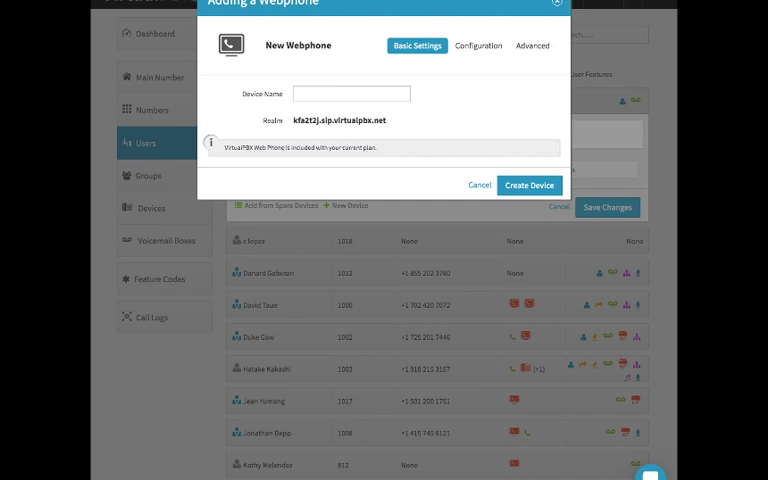 Adding a Webphone
Dashboard
Main Number
Numbers
Users
Groups
Devices
Voicemail Boxes
Feature Codes
Call Logs
New Webphone
Basic Settings
Configuration
Advanced
Device Name
Realm
kfa2t2j.sip.virtualpbx.net
VirtualPBX Web Phone is included with your current plan.
Cancel
Create Device
User Features
Add from Spare Devices
New Device
Cancel
Save Changes
c lopez 1018 None None None
Danard Gabutan 1012 +1 855 202 3780 None
David Taue 1000 +1 702 420 7072
Duke Gaw 1002 +1 725 201 7446
Hatake Kakashi 1003 +1 918 215 3157 (+1)
Jean Yumang 1017 +1 501 200 1751
Jonathan Depp 1008 +1 415 745 8121
Kathy Melendez 612 None